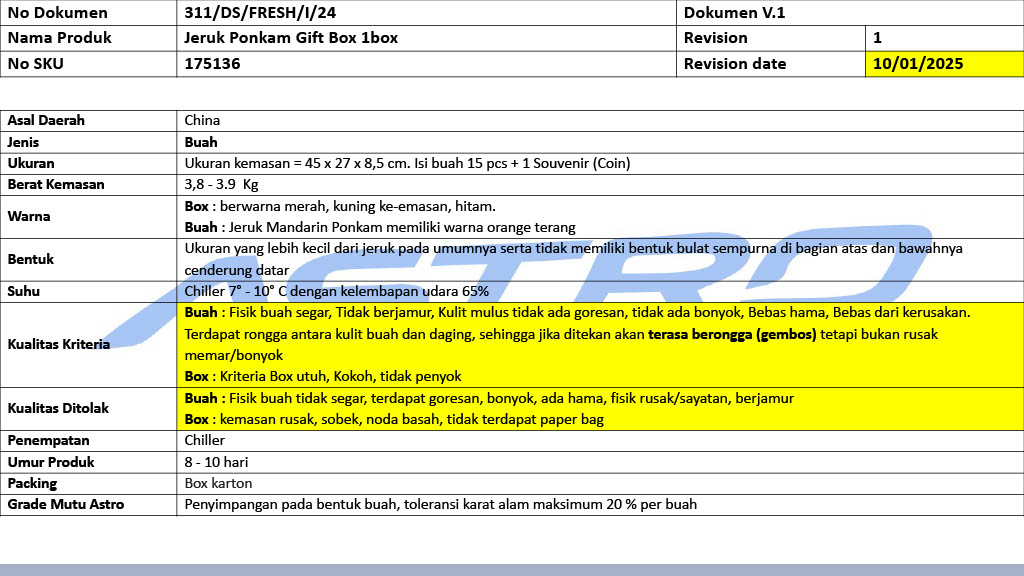 No Dokumen 311/DS/FRESH/I/24 Dokumen V.1
Nama Produk Jeruk Ponkam Gift Box 1box Revision 1
No SKU 175136 Revision date 10/01/2025
Asal Daerah China
Jenis Buah
Ukuran Ukuran kemasan = 45 x 27 x 8,5 cm. Isi buah 15 pcs + 1 Souvenir (Coin)
Berat Kemasan 3,8 - 3.9 Kg
Warna Box : berwarna merah, kuning ke-emasan, hitam.
Buah : Jeruk Mandarin Ponkam memiliki warna orange terang
Bentuk Ukuran yang lebih kecil dari jeruk pada umumnya serta tidak memiliki bentuk bulat sempurna di bagian atas dan bawahnya
cenderung datar
Suhu Chiller 7° - 10° C dengan kelembapan udara 65%
Kualitas Kriteria Buah : Fisik buah segar, Tidak berjamur, Kulit mulus tidak ada goresan, tidak ada bonyok, Bebas hama, Bebas dari kerusakan.
Terdapat rongga antara kulit buah dan daging, sehingga jika ditekan akan terasa berongga (gembos) tetapi bukan rusak
memar/bonyok
Box : Kriteria Box utuh, Kokoh, tidak penyok
Kualitas Ditolak Buah : Fisik buah tidak segar, terdapat goresan, bonyok, ada hama, fisik rusak/sayatan, berjamur
Box : kemasan rusak, sobek, noda basah, tidak terdapat paper bag
Penempatan Chiller
Umur Produk 8 - 10 hari
Packing Box karton
Grade Mutu Astro Penyimpangan pada bentuk buah, toleransi karat alam maksimum 20 % per buah
ASTRO